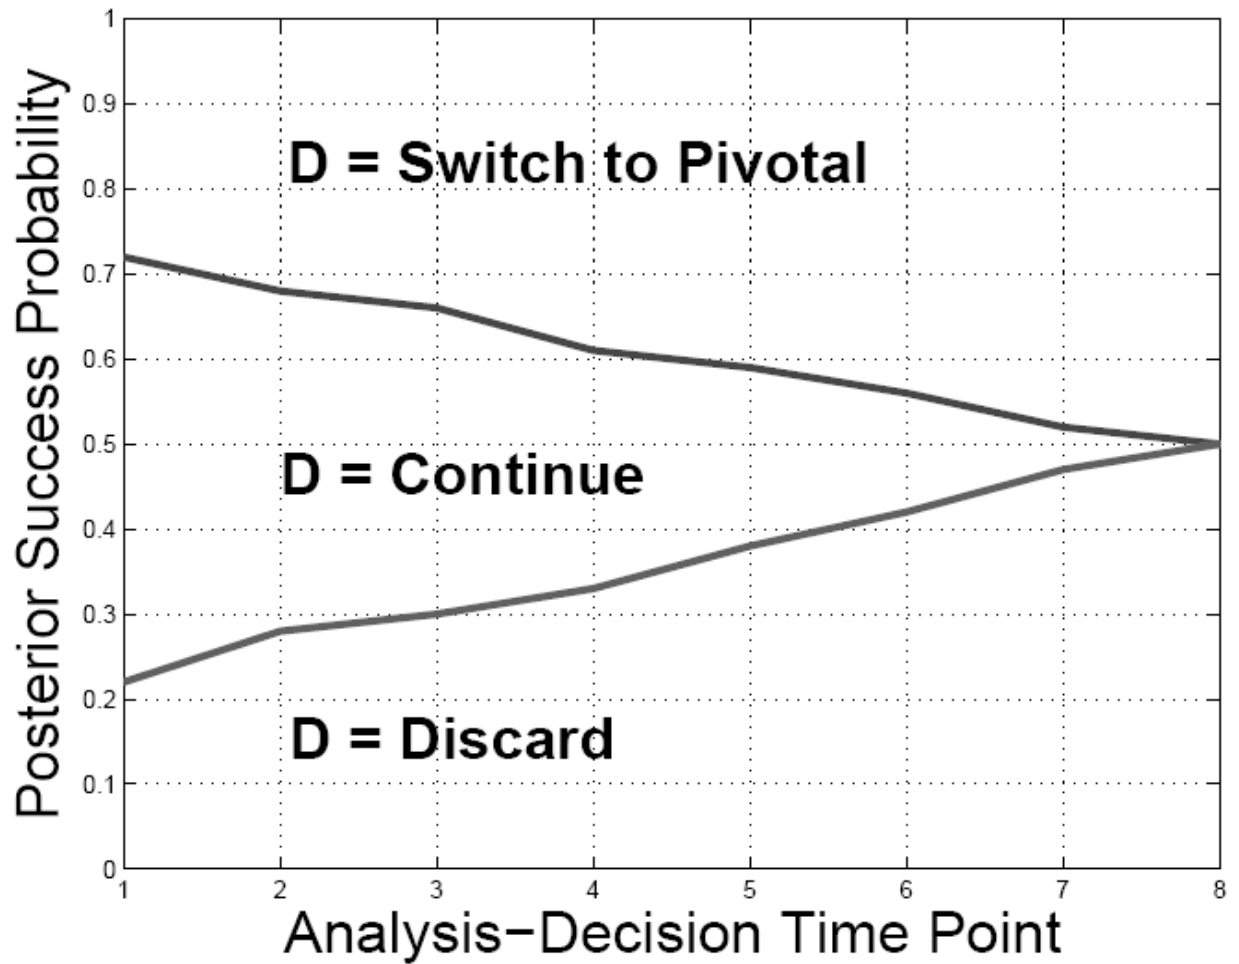 Posterior Success Probability
1
0.9
0.8
0.7
0.6
0.5
0.4
0.3
0.2
0.1
0
D = Switch to Pivotal
D = Continue
D = Discard
1 2 3 4 5 6 7 8
Analysis−Decision Time Point